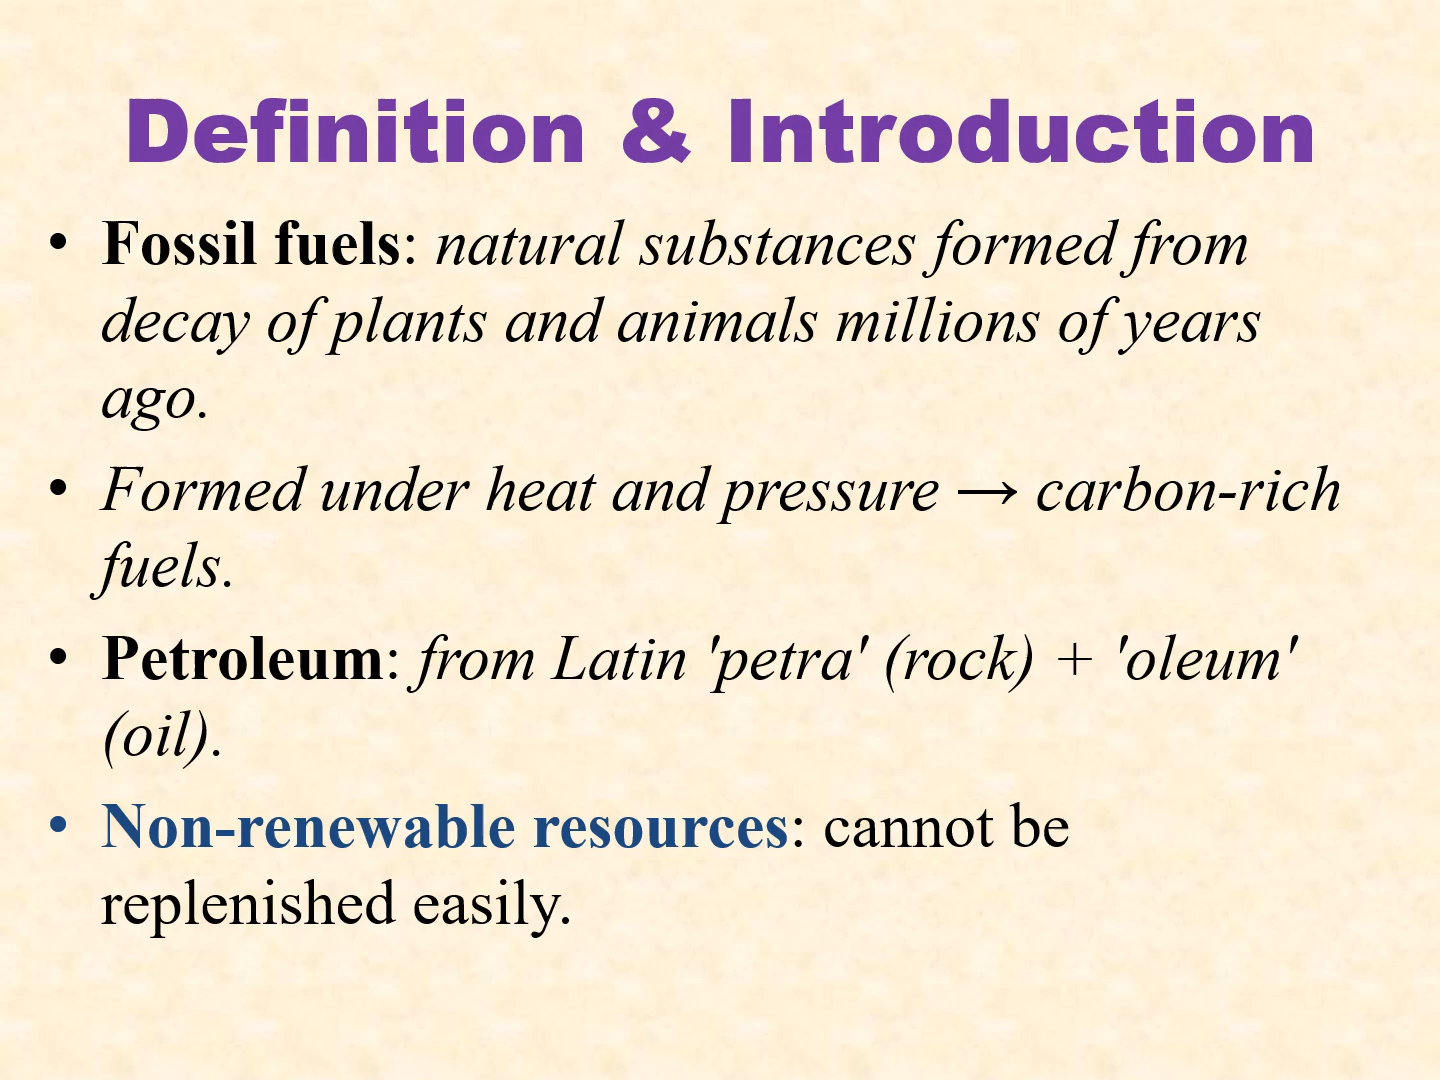 Definition & Introduction
• Fossil fuels: natural substances formed from
decay of plants and animals millions of years
ago.
• Formed under heat and pressure → carbon-rich
fuels.
• Petroleum: from Latin 'petra' (rock) + 'oleum'
(oil).
• Non-renewable resources: cannot be
replenished easily.